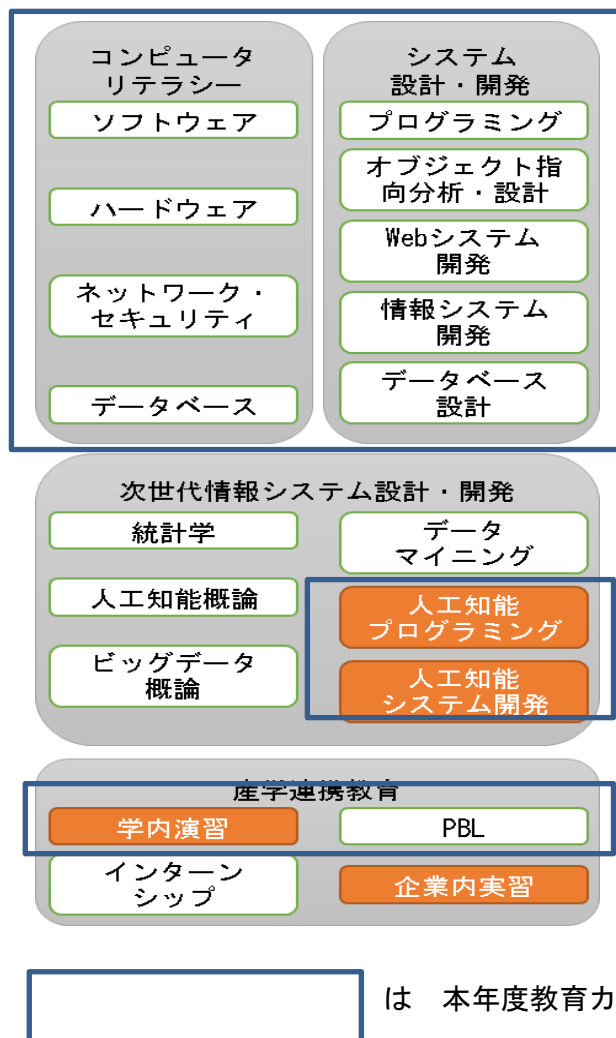 コンピュータ
リテラシー
ソフトウェア
ハードウェア
ネットワーク・
セキュリティ
データベース
システム
設計・開発
プログラミング
オブジェクト指
向分析・設計
Webシステム
開発
情報システム
開発
データベース
設計
次世代情報システム設計・開発
統計学
データ
マイニング
人工知能概論
人工知能
プログラミング
ビッグデータ
概論
人工知能
システム開発
産学連携教育
学内演習
PBL
インターン
シップ
企業内実習
は 本年度教育カ